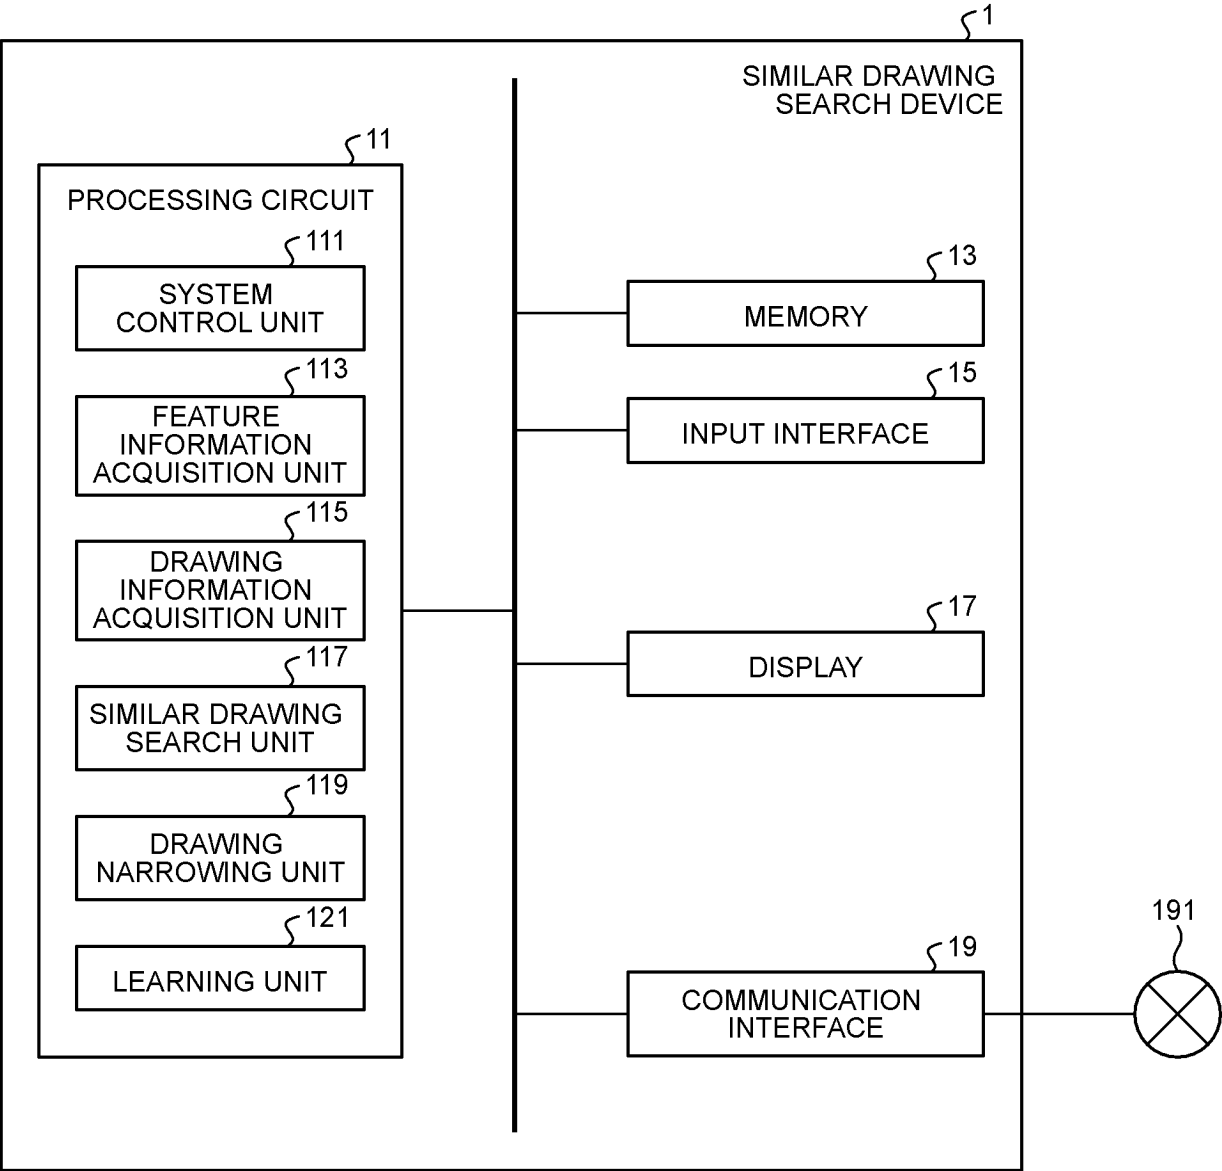 1
SIMILAR DRAWING
SEARCH DEVICE
11
PROCESSING CIRCUIT
111
SYSTEM
CONTROL UNIT
113
FEATURE
INFORMATION
ACQUISITION UNIT
115
DRAWING
INFORMATION
ACQUISITION UNIT
117
SIMILAR DRAWING
SEARCH UNIT
119
DRAWING
NARROWING UNIT
121
LEARNING UNIT
13
MEMORY
15
INPUT INTERFACE
17
DISPLAY
19
COMMUNICATION
INTERFACE
191